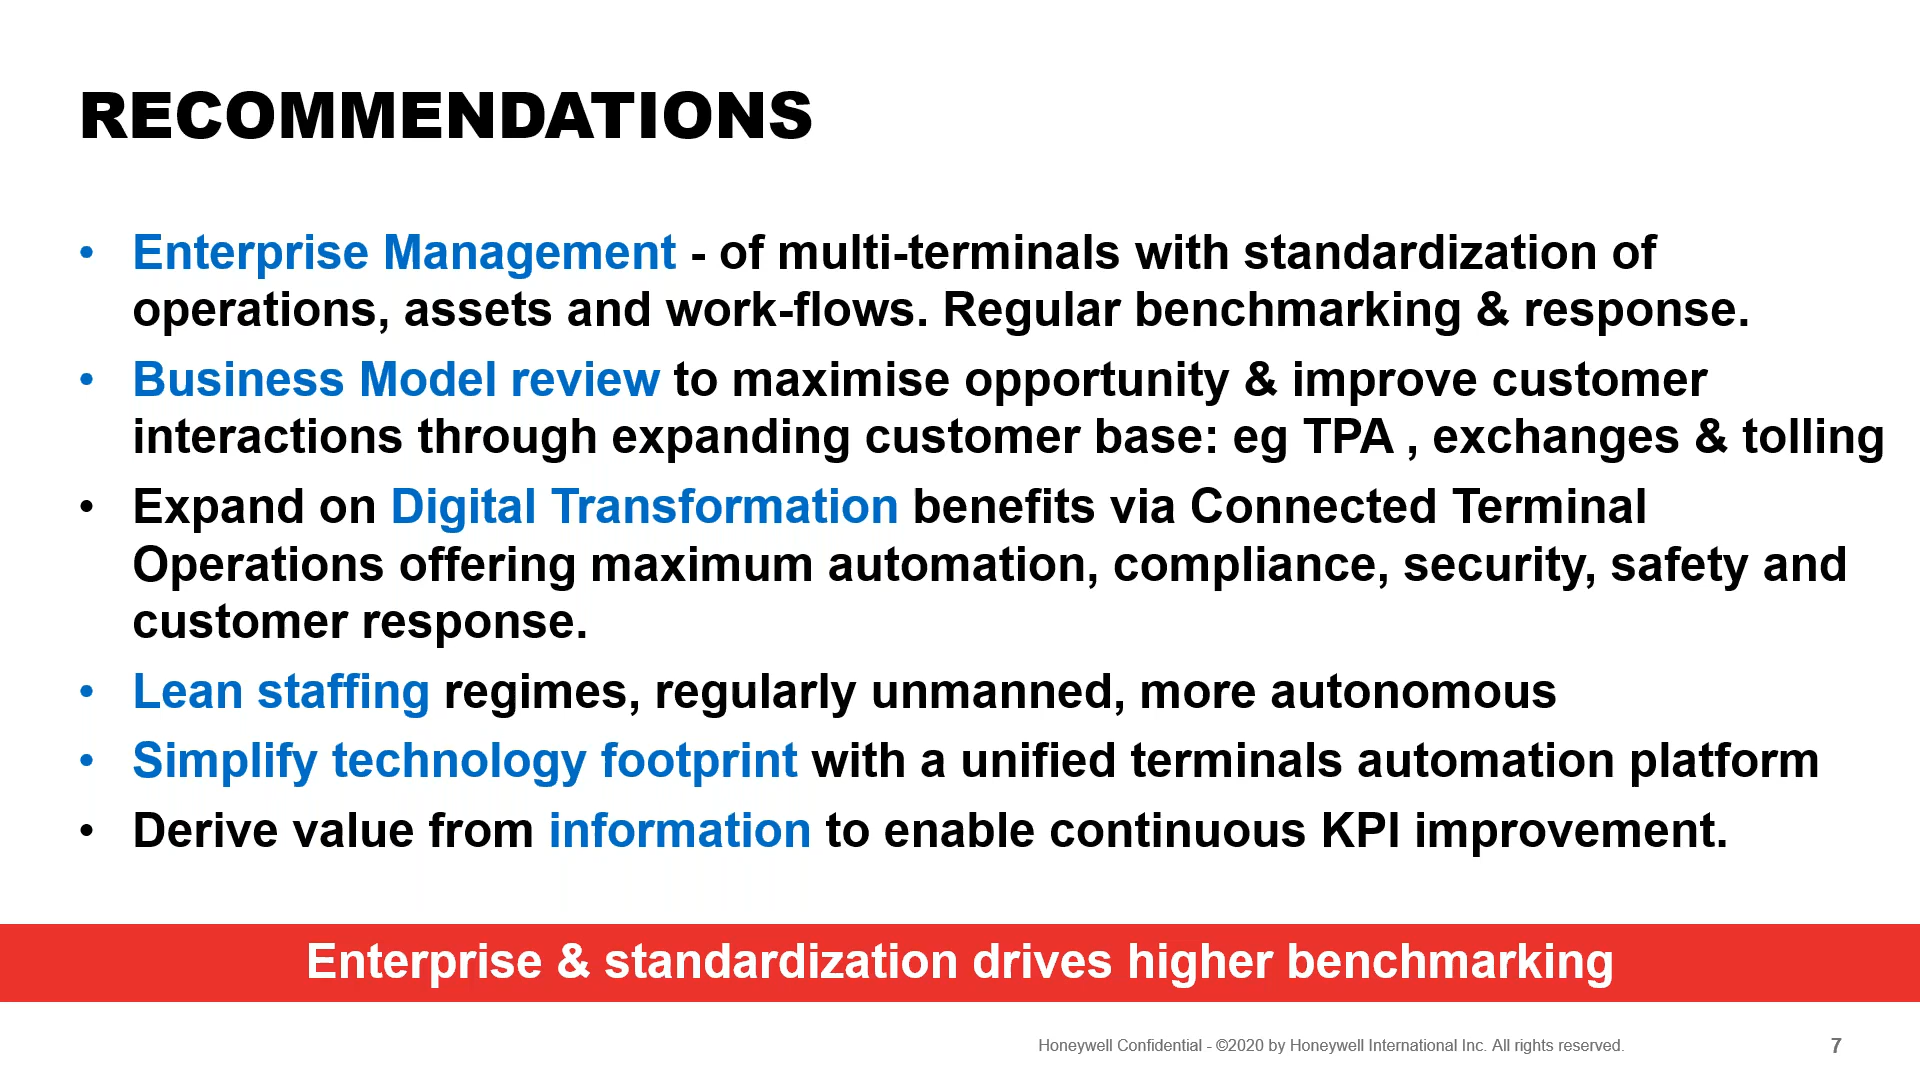 RECOMMENDATIONS
• Enterprise Management - of multi-terminals with standardization of
operations, assets and work-flows. Regular benchmarking & response.
• Business Model review to maximise opportunity & improve customer
interactions through expanding customer base: eg TPA , exchanges & tolling
• Expand on Digital Transformation benefits via Connected Terminal
Operations offering maximum automation, compliance, security, safety and
customer response.
• Lean staffing regimes, regularly unmanned, more autonomous
• Simplify technology footprint with a unified terminals automation platform
• Derive value from information to enable continuous KPI improvement.
Enterprise & standardization drives higher benchmarking
Honeywell Confidential - ©2020 by Honeywell International Inc. All rights reserved.
7